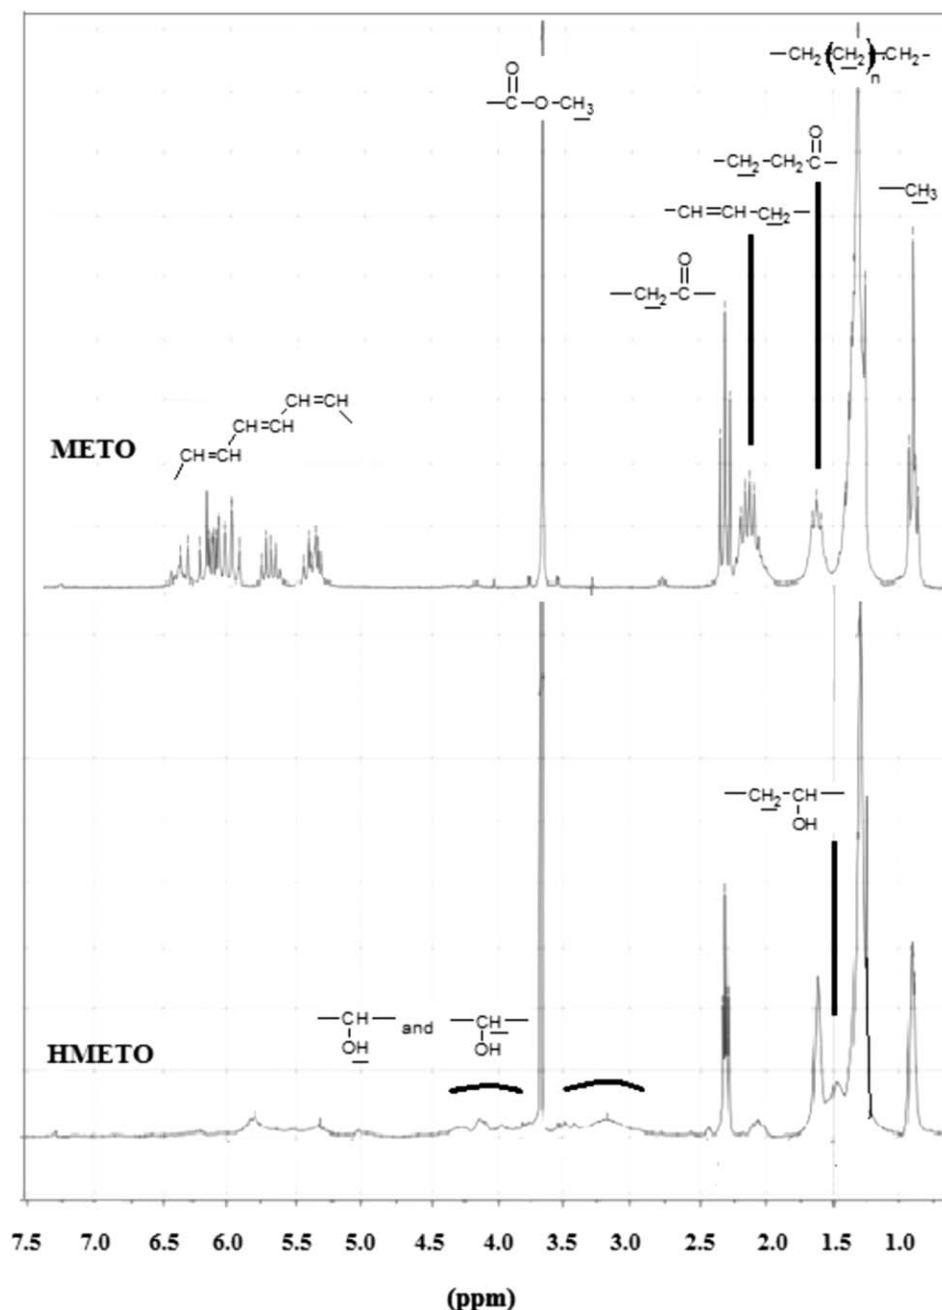 —CH₂(CH₂)ₙCH₂-
O
—C—O—CH₃
O
-CH₂-CH₂C-
—CH₃
-CH=CH-CH₂—
O
—CH₂—C—
CH=CH
CH=CH
CH=CH
METO
—CH₂-CH—
OH
—CH— and —CH—
OH OH
HMETO
7.5 7.0 6.5 6.0 5.5 5.0 4.5 4.0 3.5 3.0 2.5 2.0 1.5 1.0
(ppm)